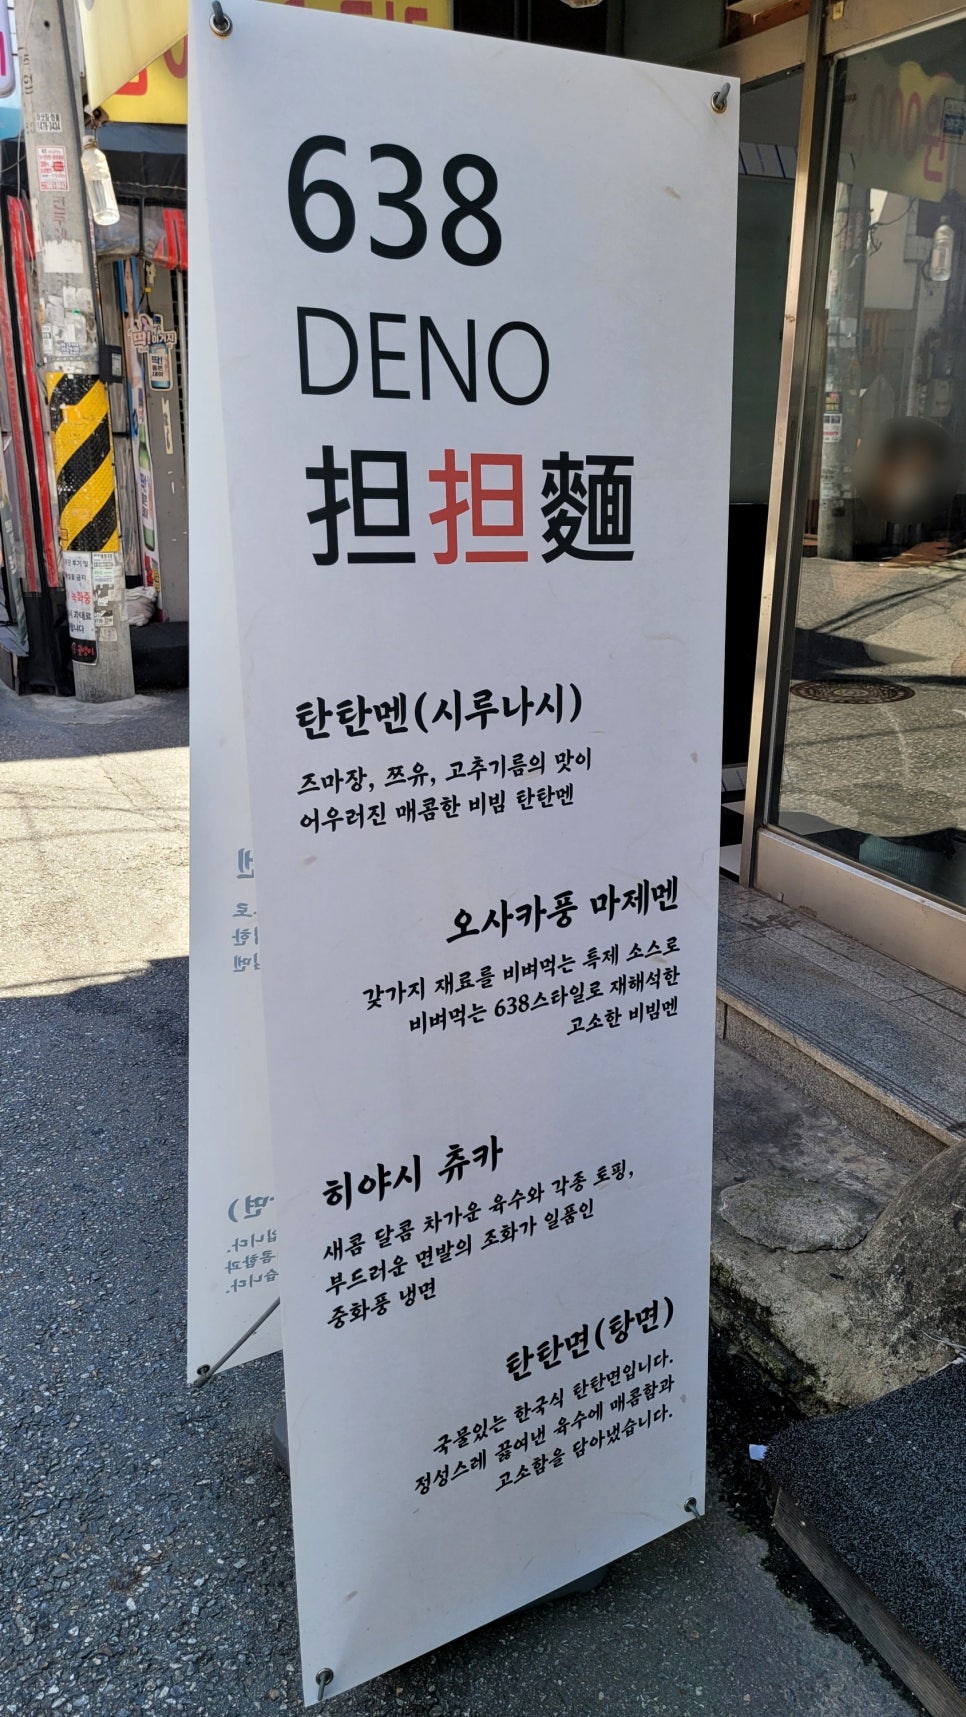 638
DENO
担担麵
탄탄멘(시루나시)
즈마장, 쯔유, 고추기름의 맛이
어우러진 매콤한 비빔 탄탄멘
오사카풍 마제멘
갖가지 재료를 비벼먹는 특제 소스로
비벼먹는 638스타일로 재해석한
고소한 비빔멘
히야시 츄카
새콤 달콤 차가운 육수와 각종 토핑,
부드러운 면발의 조화가 일품인
중화풍 냉면
탄탄면(탕면)
국물있는 한국식 탄탄면입니다.
정성스레 끓여낸 육수에 매콤함과
고소함을 담아냈습니다.
녹화중